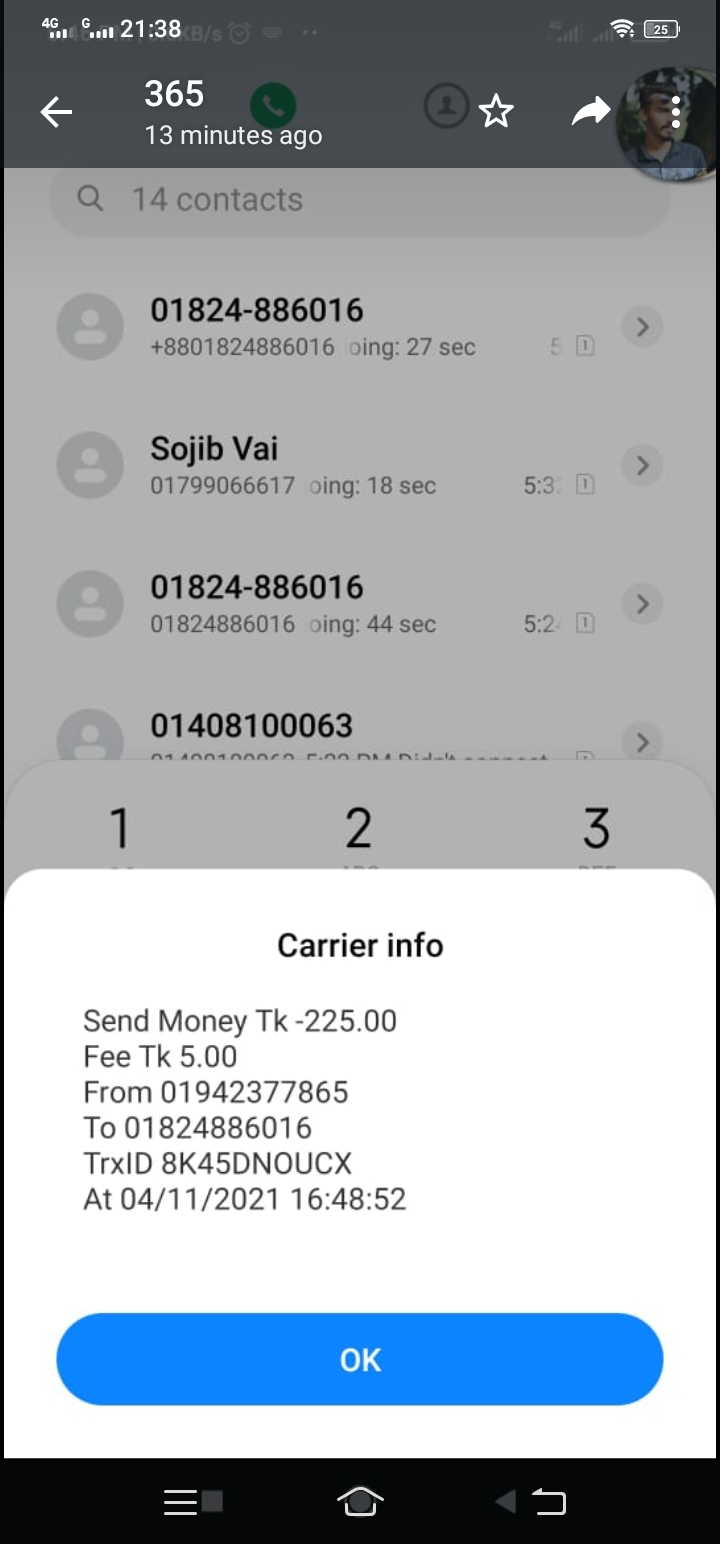 4G G 21:38 25
365
13 minutes ago
14 contacts
01824-886016
+8801824886016 oing: 27 sec 5 1
Sojib Vai
01799066617 oing: 18 sec 5:3 1
01824-886016
01824886016 oing: 44 sec 5:2 1
01408100063
1 2 3
Carrier info
Send Money Tk -225.00
Fee Tk 5.00
From 01942377865
To 01824886016
TrxID 8K45DNOUCX
At 04/11/2021 16:48:52
OK